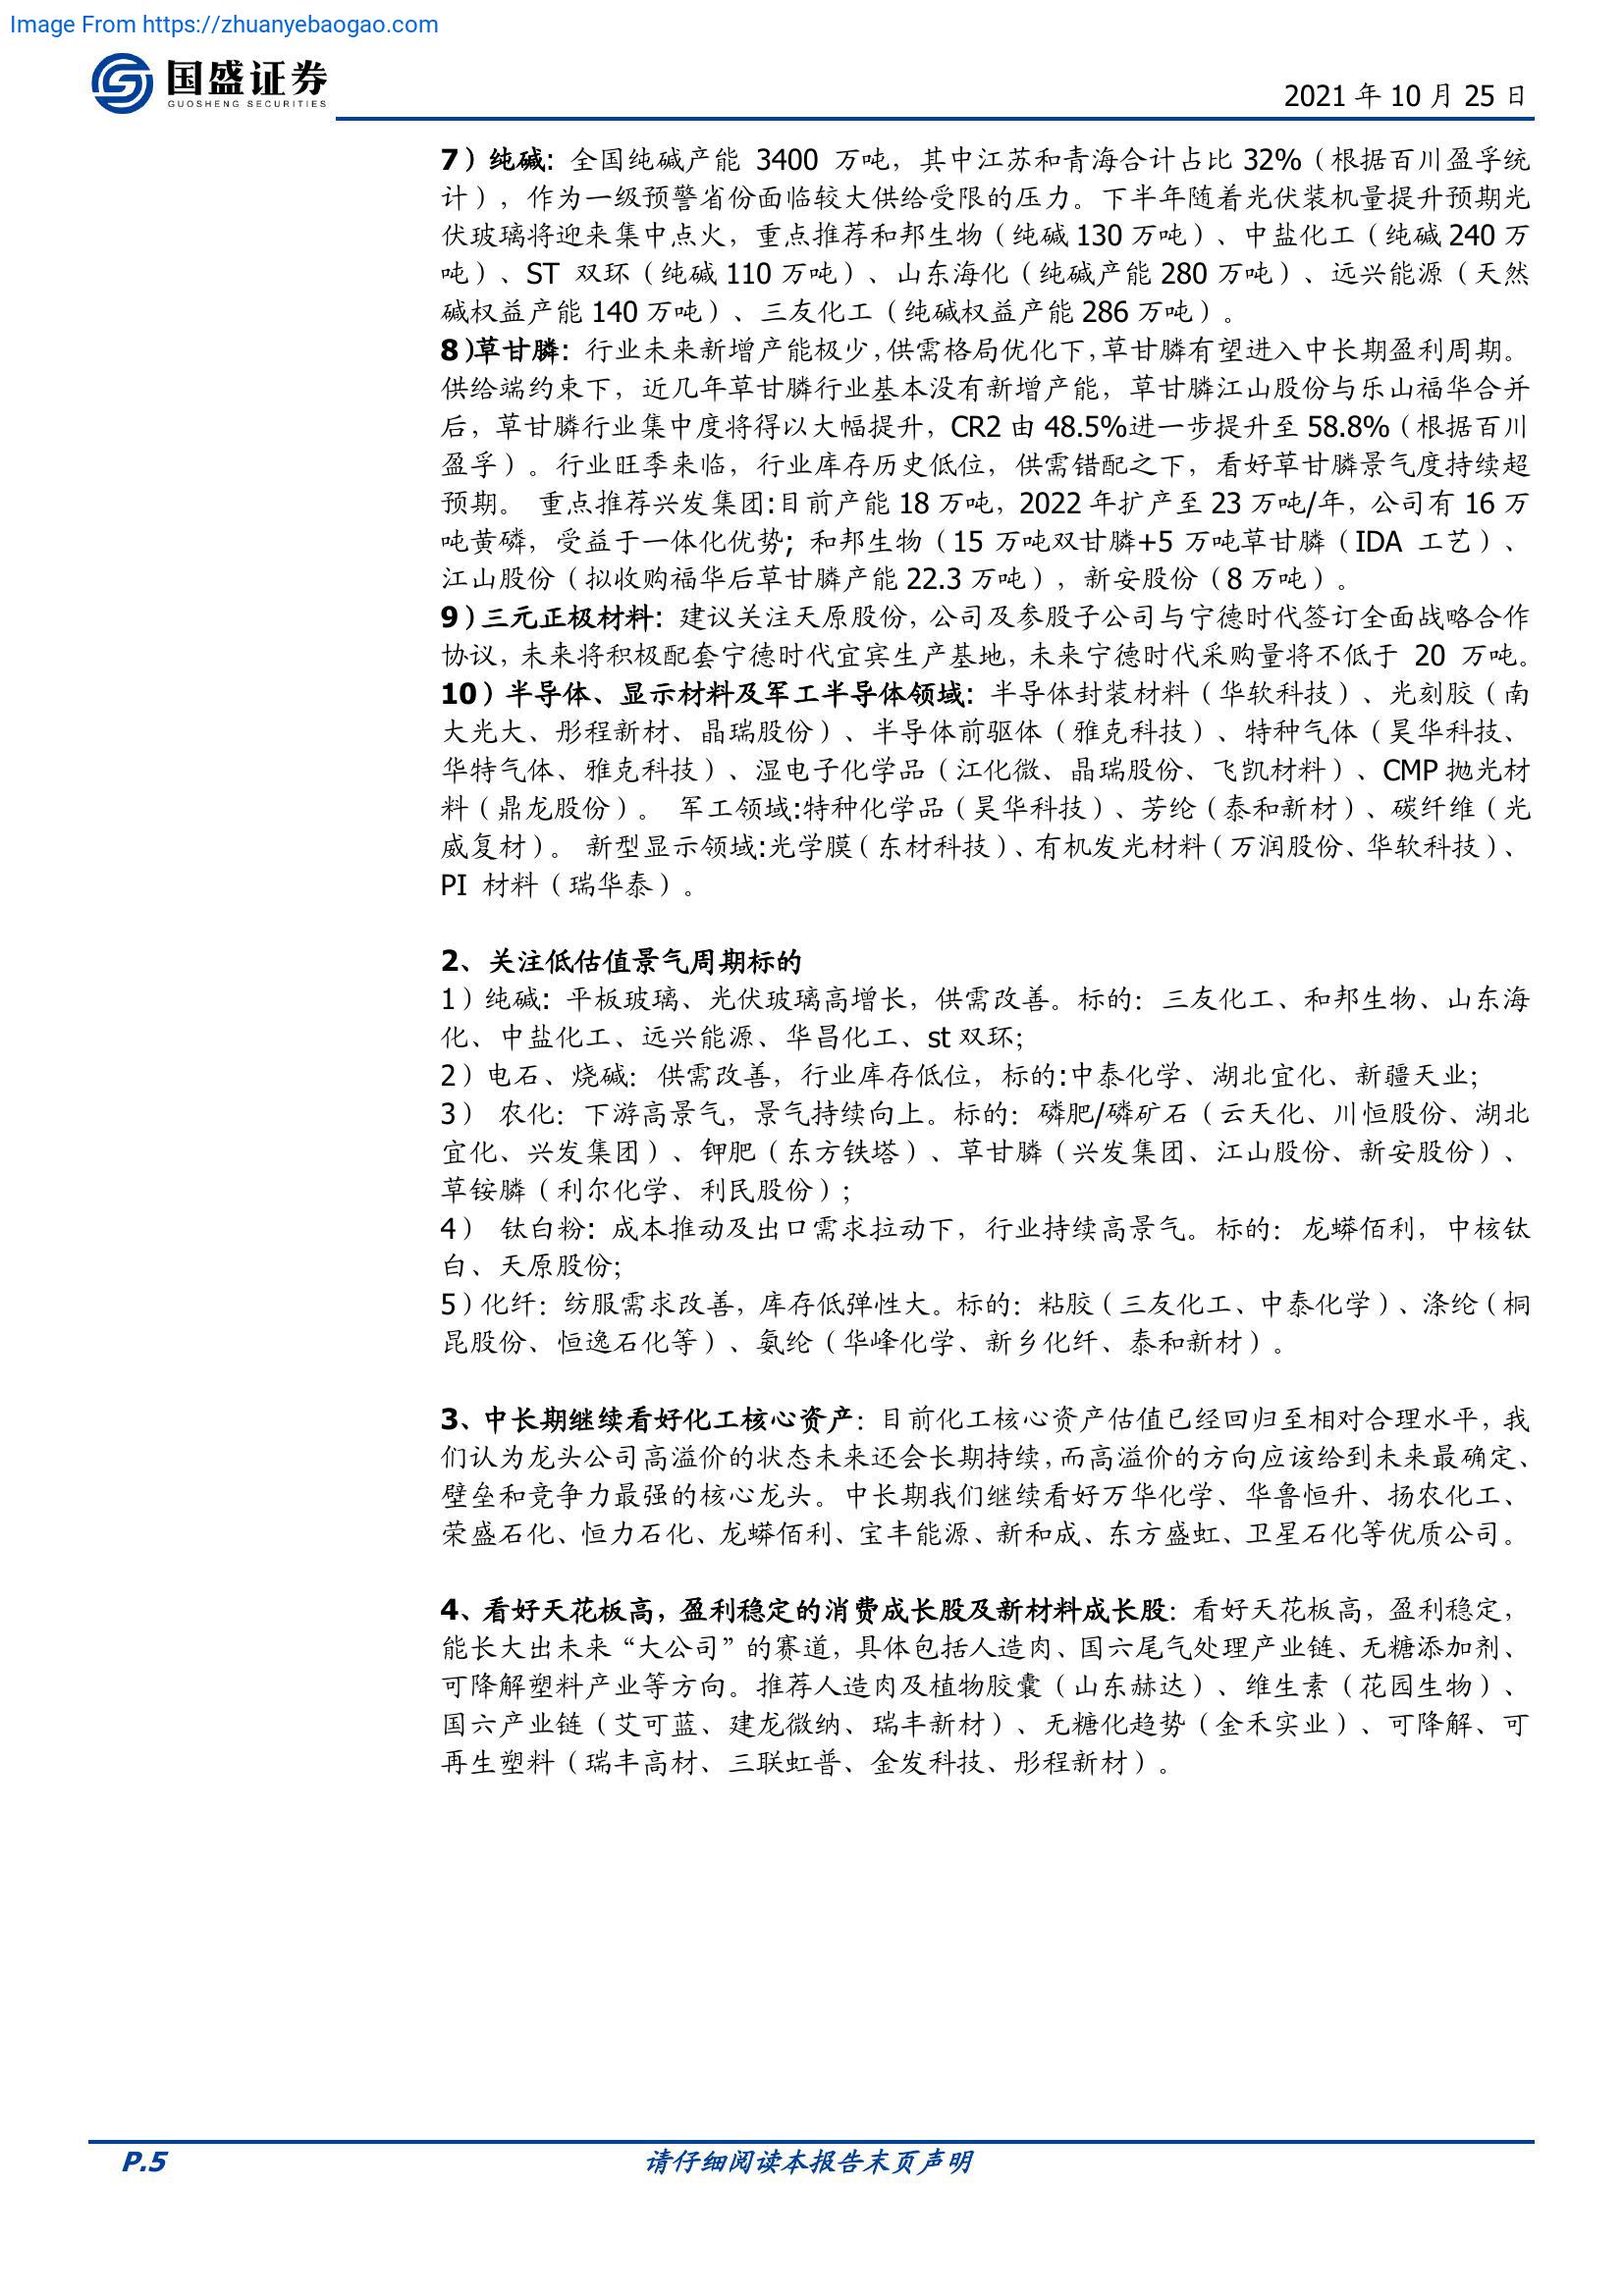 Image From https://zhuanyebaogao.com
国盛证券
GUOSHENG SECURITIES
2021 年 10 月 25 日
7）纯碱：全国纯碱产能 3400 万吨，其中江苏和青海合计占比 32%（根据百川盈孚统
计），作为一级预警省份面临较大供给受限的压力。下半年随着光伏装机量提升预期光
伏玻璃将迎来集中点火，重点推荐和邦生物（纯碱 130 万吨）、中盐化工（纯碱 240 万
吨）、ST 双环（纯碱 110 万吨）、山东海化（纯碱产能 280 万吨）、远兴能源（天然
碱权益产能 140 万吨）、三友化工（纯碱权益产能 286 万吨）。
8）草甘膦：行业未来新增产能极少，供需格局优化下，草甘膦有望进入中长期盈利周期。
供给端约束下，近几年草甘膦行业基本没有新增产能，草甘膦江山股份与乐山福华合并
后，草甘膦行业集中度将得以大幅提升，CR2 由 48.5%进一步提升至 58.8%（根据百川
盈孚）。行业旺季来临，行业库存历史低位，供需错配之下，看好草甘膦景气度持续超
预期。 重点推荐兴发集团:目前产能 18 万吨，2022 年扩产至 23 万吨/年，公司有 16 万
吨黄磷，受益于一体化优势；和邦生物（15 万吨双甘膦+5 万吨草甘膦（IDA 工艺）、
江山股份（拟收购福华后草甘膦产能 22.3 万吨），新安股份（8 万吨）。
9）三元正极材料：建议关注天原股份，公司及参股子公司与宁德时代签订全面战略合作
协议，未来将积极配套宁德时代宜宾生产基地，未来宁德时代采购量将不低于 20 万吨。
10）半导体、显示材料及军工半导体领域：半导体封装材料（华软科技）、光刻胶（南
大光大、彤程新材、晶瑞股份）、半导体前驱体（雅克科技）、特种气体（昊华科技、
华特气体、雅克科技）、湿电子化学品（江化微、晶瑞股份、飞凯材料）、CMP 抛光材
料（鼎龙股份）。 军工领域:特种化学品（昊华科技）、芳纶（泰和新材）、碳纤维（光
威复材）。 新型显示领域:光学膜（东材科技）、有机发光材料（万润股份、华软科技）、
PI 材料（瑞华泰）。
2、关注低估值景气周期标的
1）纯碱：平板玻璃、光伏玻璃高增长，供需改善。标的：三友化工、和邦生物、山东海
化、中盐化工、远兴能源、华昌化工、st 双环；
2）电石、烧碱：供需改善，行业库存低位，标的:中泰化学、湖北宜化、新疆天业；
3） 农化：下游高景气，景气持续向上。标的：磷肥/磷矿石（云天化、川恒股份、湖北
宜化、兴发集团）、钾肥（东方铁塔）、草甘膦（兴发集团、江山股份、新安股份）、
草铵膦（利尔化学、利民股份）；
4） 钛白粉：成本推动及出口需求拉动下，行业持续高景气。标的：龙蟒佰利，中核钛
白、天原股份；
5）化纤：纺服需求改善，库存低弹性大。标的：粘胶（三友化工、中泰化学）、涤纶（桐
昆股份、恒逸石化等）、氨纶（华峰化学、新乡化纤、泰和新材）。
3、中长期继续看好化工核心资产：目前化工核心资产估值已经回归至相对合理水平，我
们认为龙头公司高溢价的状态未来还会长期持续，而高溢价的方向应该给到未来最确定、
壁垒和竞争力最强的核心龙头。中长期我们继续看好万华化学、华鲁恒升、扬农化工、
荣盛石化、恒力石化、龙蟒佰利、宝丰能源、新和成、东方盛虹、卫星石化等优质公司。
4、看好天花板高，盈利稳定的消费成长股及新材料成长股：看好天花板高，盈利稳定，
能长大出未来“大公司”的赛道，具体包括人造肉、国六尾气处理产业链、无糖添加剂、
可降解塑料产业等方向。推荐人造肉及植物胶囊（山东赫达）、维生素（花园生物）、
国六产业链（艾可蓝、建龙微纳、瑞丰新材）、无糖化趋势（金禾实业）、可降解、可
再生塑料（瑞丰高材、三联虹普、金发科技、彤程新材）。
P.5
请仔细阅读本报告末页声明